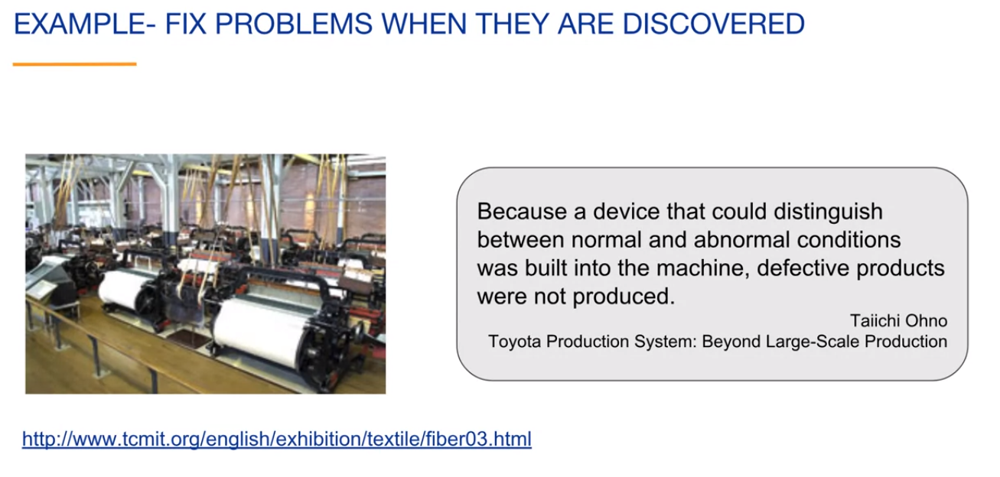 EXAMPLE- FIX PROBLEMS WHEN THEY ARE DISCOVERED
Because a device that could distinguish
between normal and abnormal conditions
was built into the machine, defective products
were not produced.
Taiichi Ohno
Toyota Production System: Beyond Large-Scale Production
http://www.tcmit.org/english/exhibition/textile/fiber03.html